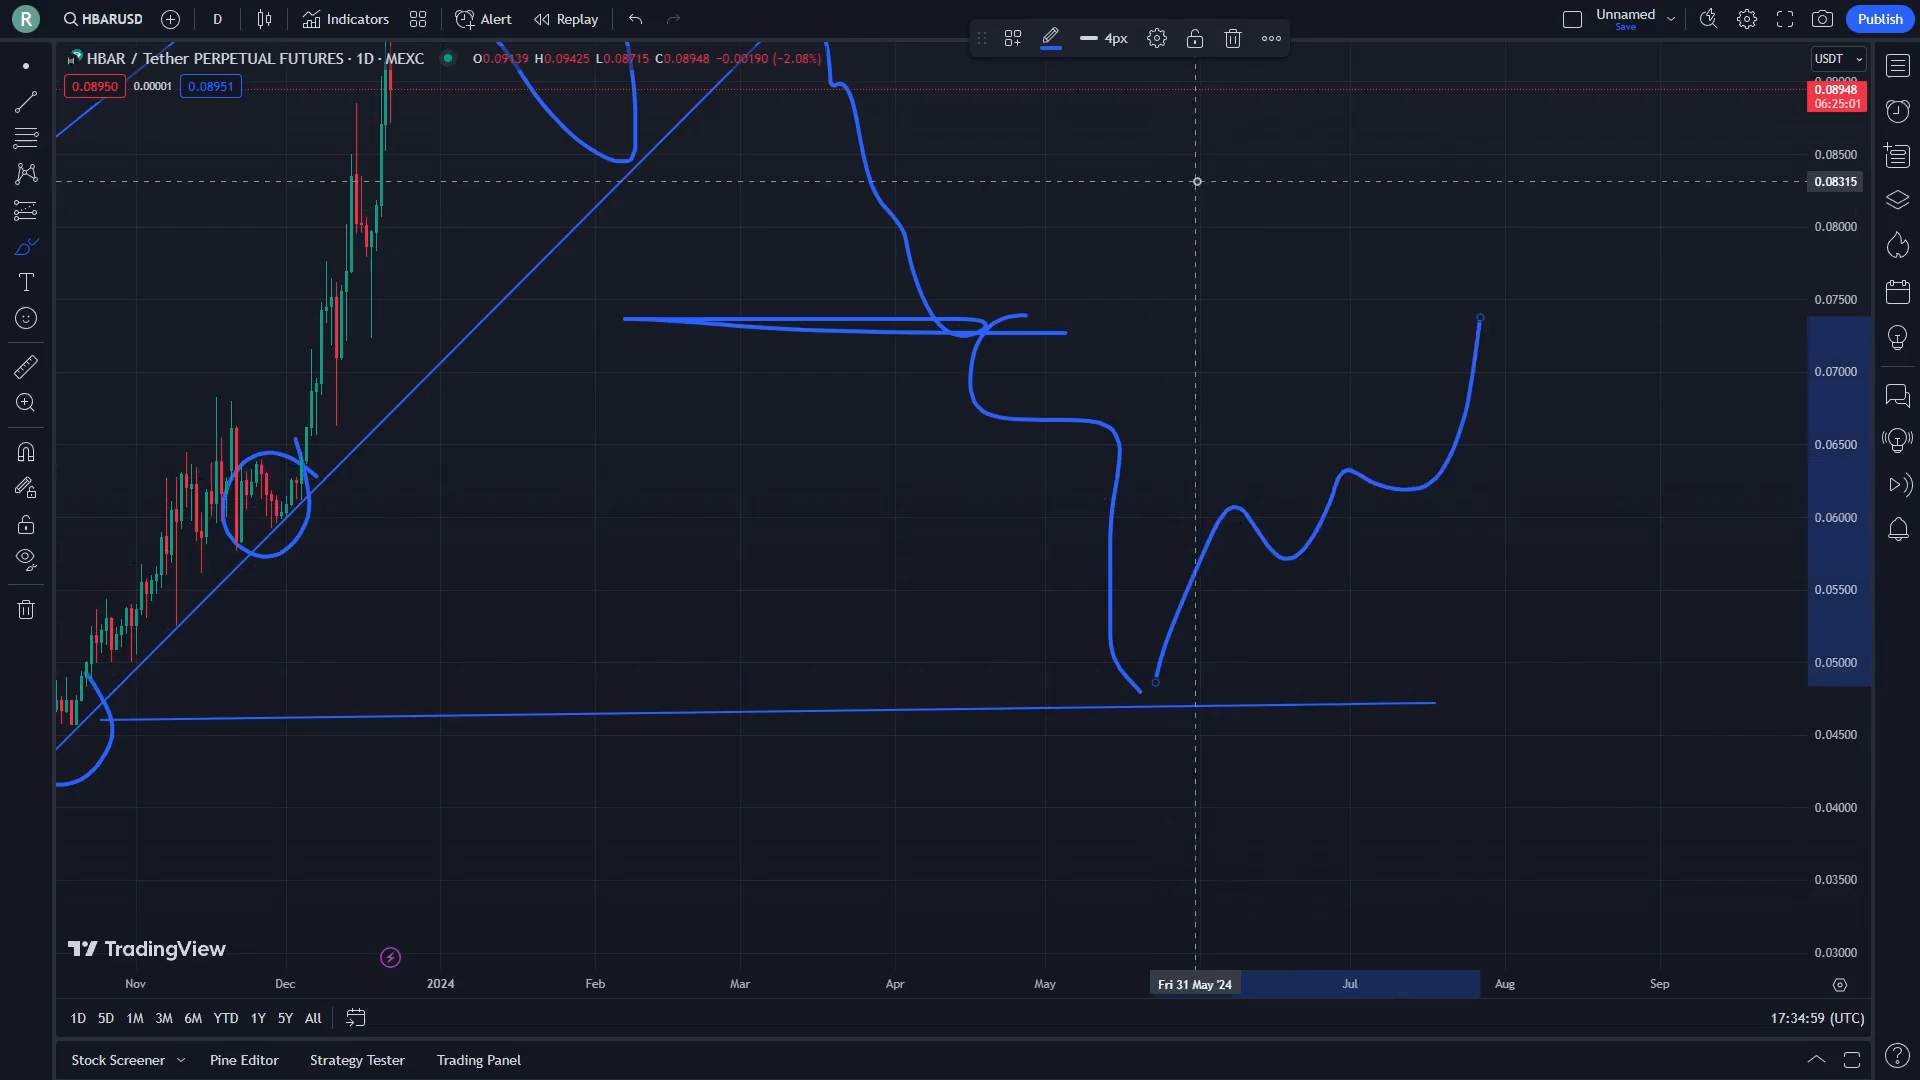 R
HBARUSD
D
Indicators
Alert
Replay
Unnamed
Save
Publish
HBAR / Tether PERPETUAL FUTURES · 1D · MEXC
O0.09139 H0.09425 L0.08715 C0.08948 −0.00190 (−2.08%)
4px
USDT
0.08950
0.00001
0.08951
0.08948
06:25:01
0.08500
0.08315
0.08000
0.07500
0.07000
0.06500
0.06000
0.05500
0.05000
0.04500
0.04000
0.03500
0.03000
TradingView
Nov
Dec
2024
Feb
Mar
Apr
May
Fri 31 May '24
Jul
Aug
Sep
1D 5D 1M 3M 6M YTD 1Y 5Y All
17:34:59 (UTC)
Stock Screener
Pine Editor
Strategy Tester
Trading Panel